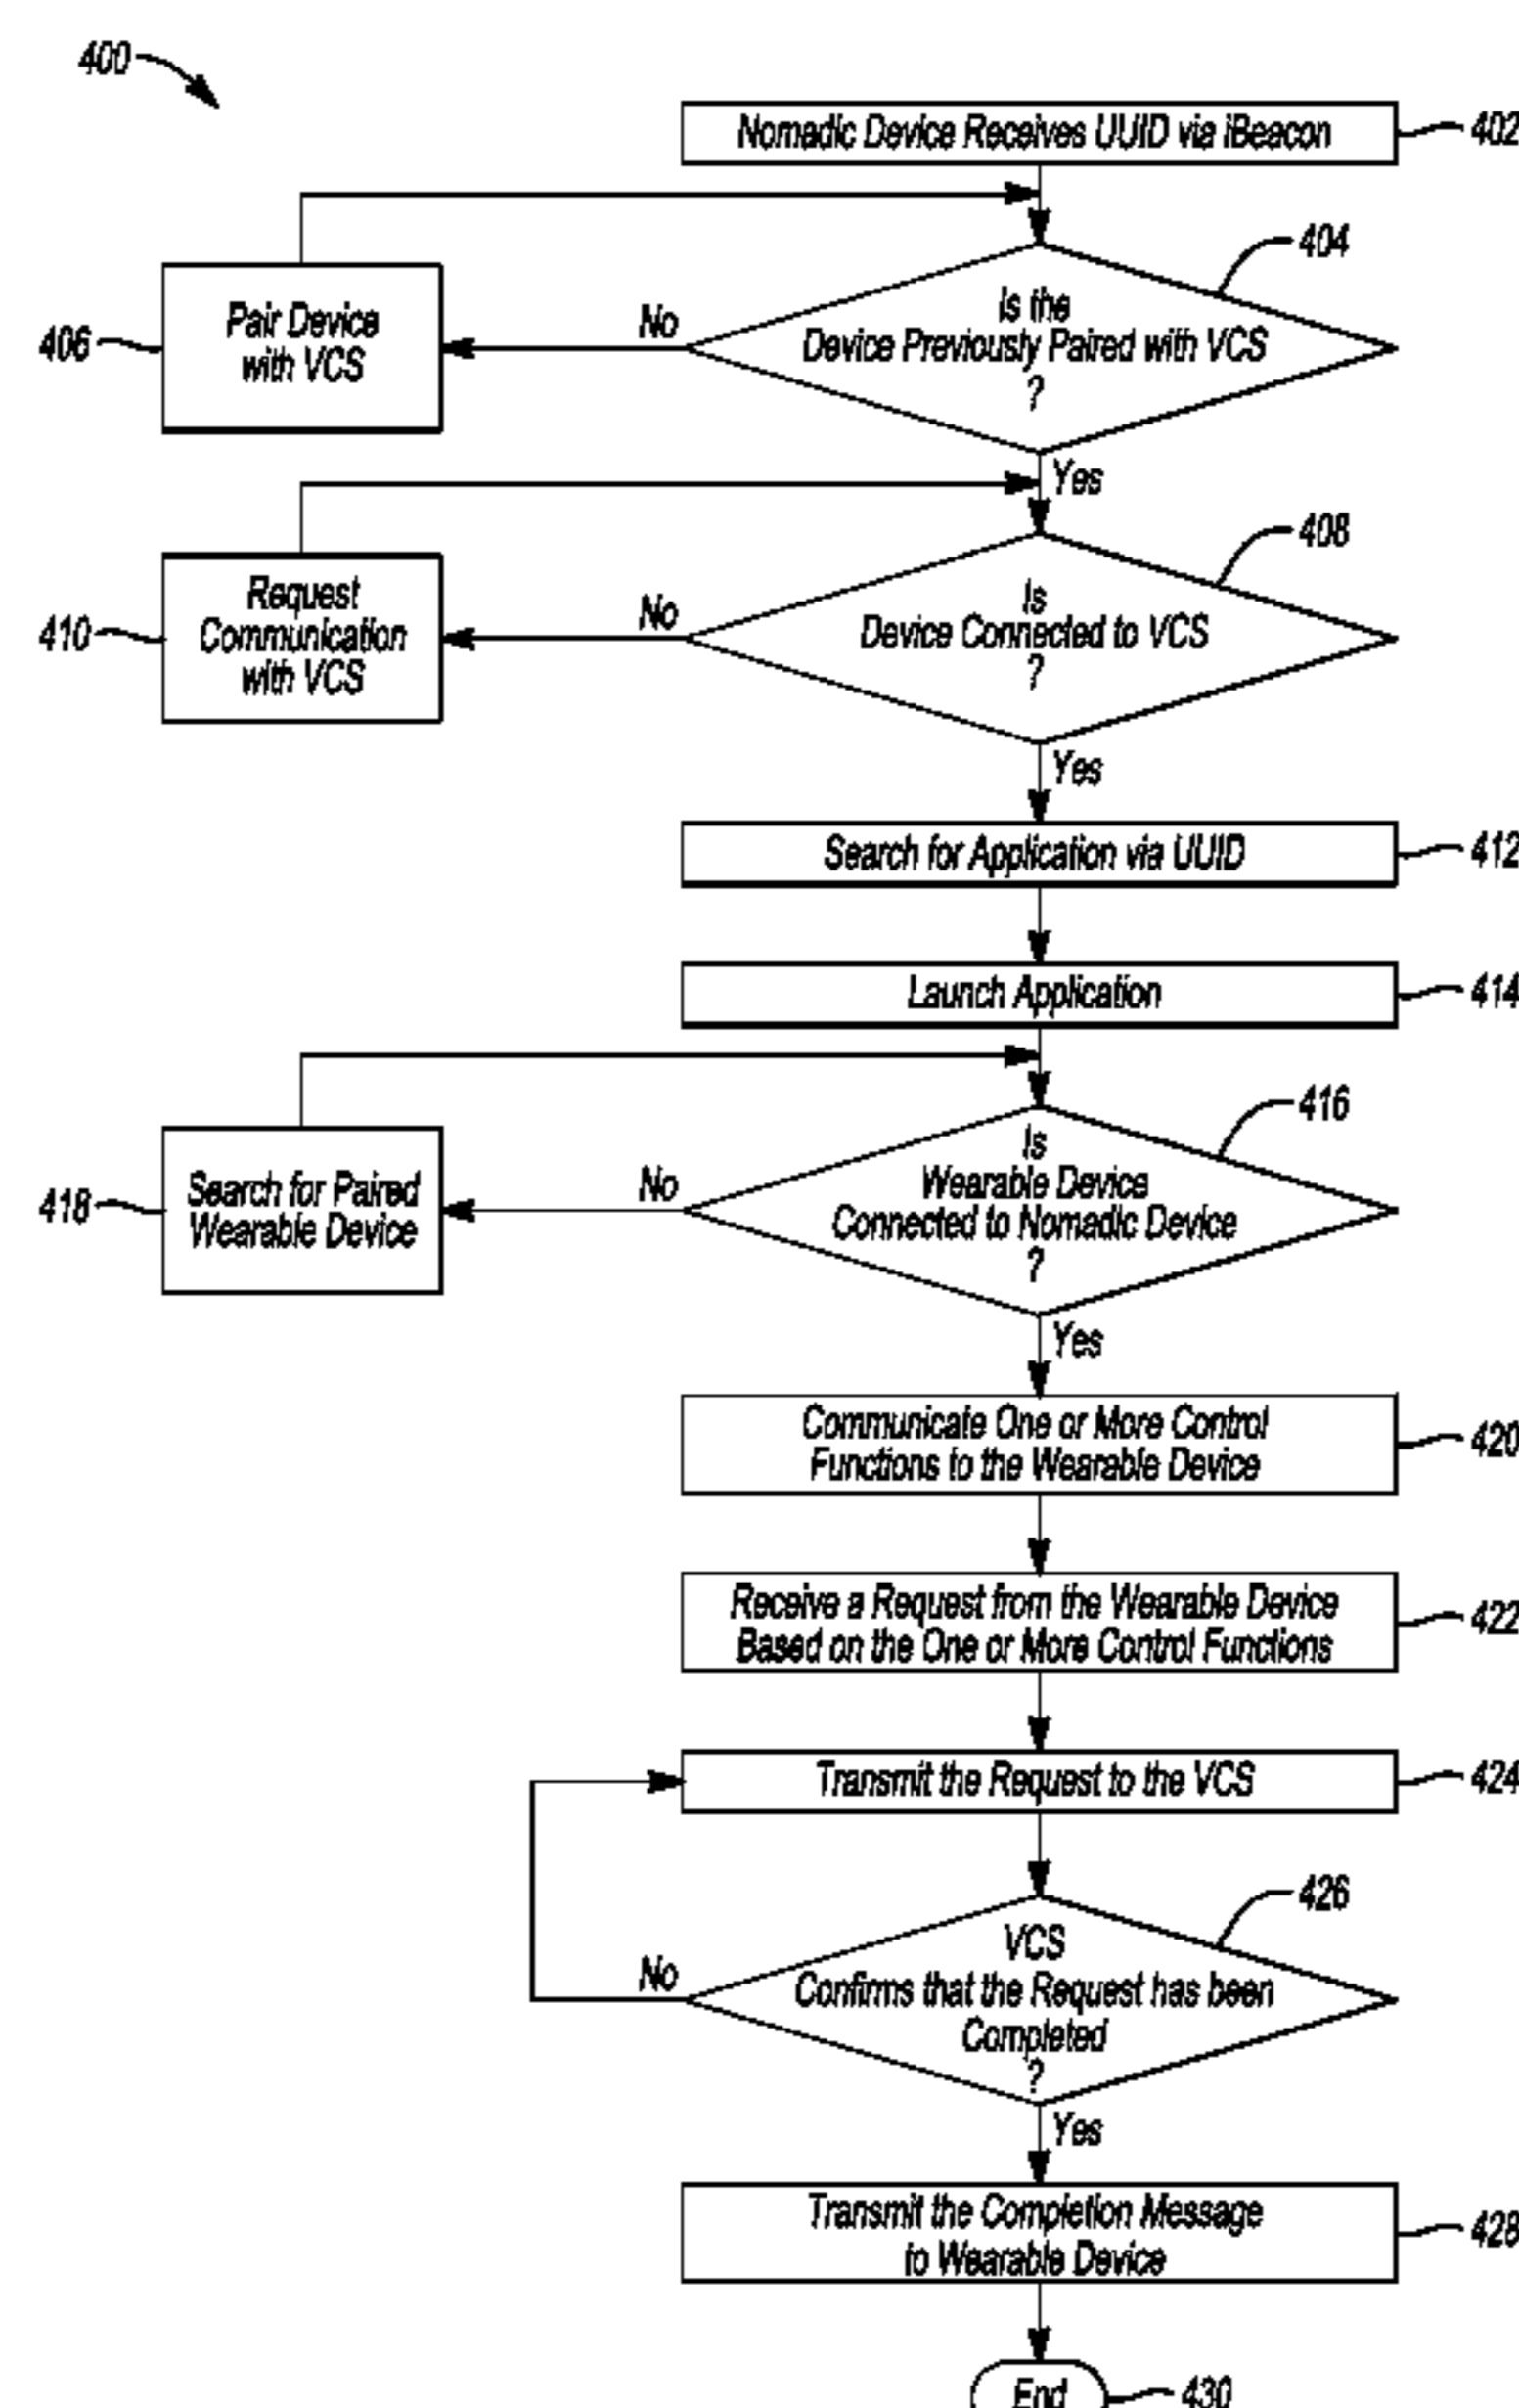 400
Nomadic Device Receives UUID via iBeacon
402
404
Is the
Device Previously Paired with VCS
?
No
Pair Device
with VCS
406
Yes
408
Is
Device Connected to VCS
?
No
Request
Communication
with VCS
410
Yes
Search for Application via UUID
412
Launch Application
414
416
Is
Wearable Device
Connected to Nomadic Device
?
No
Search for Paired
Wearable Device
418
Yes
Communicate One or More Control
Functions to the Wearable Device
420
Receive a Request from the Wearable Device
Based on the One or More Control Functions
422
Transmit the Request to the VCS
424
426
VCS
Confirms that the Request has been
Completed
?
No
Yes
Transmit the Completion Message
to Wearable Device
428
End
430